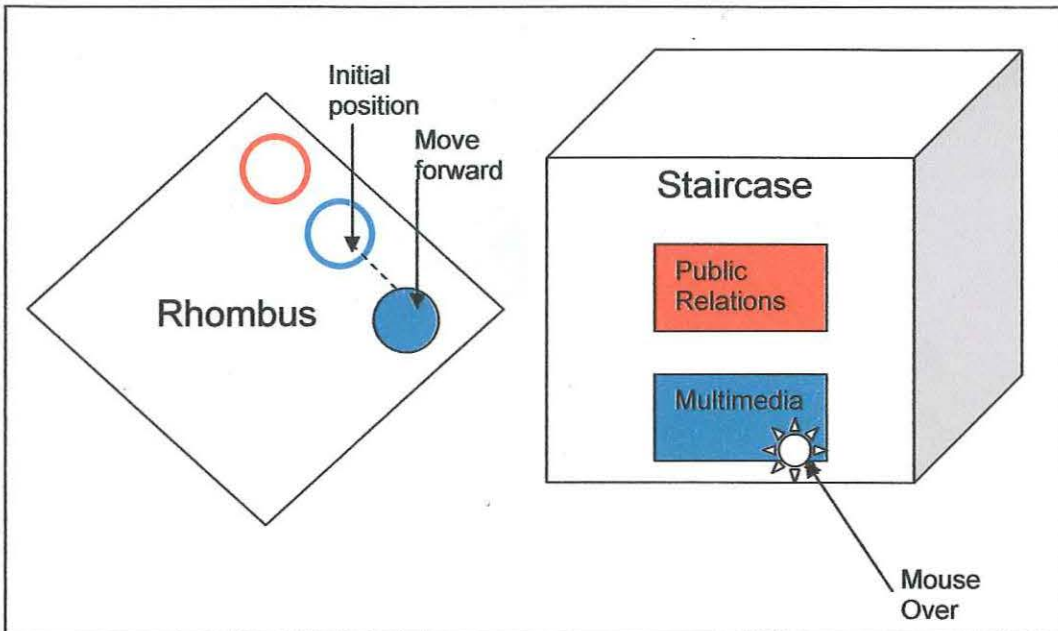 Initial
position
Move
forward
Rhombus
Staircase
Public
Relations
Multimedia
Mouse
Over